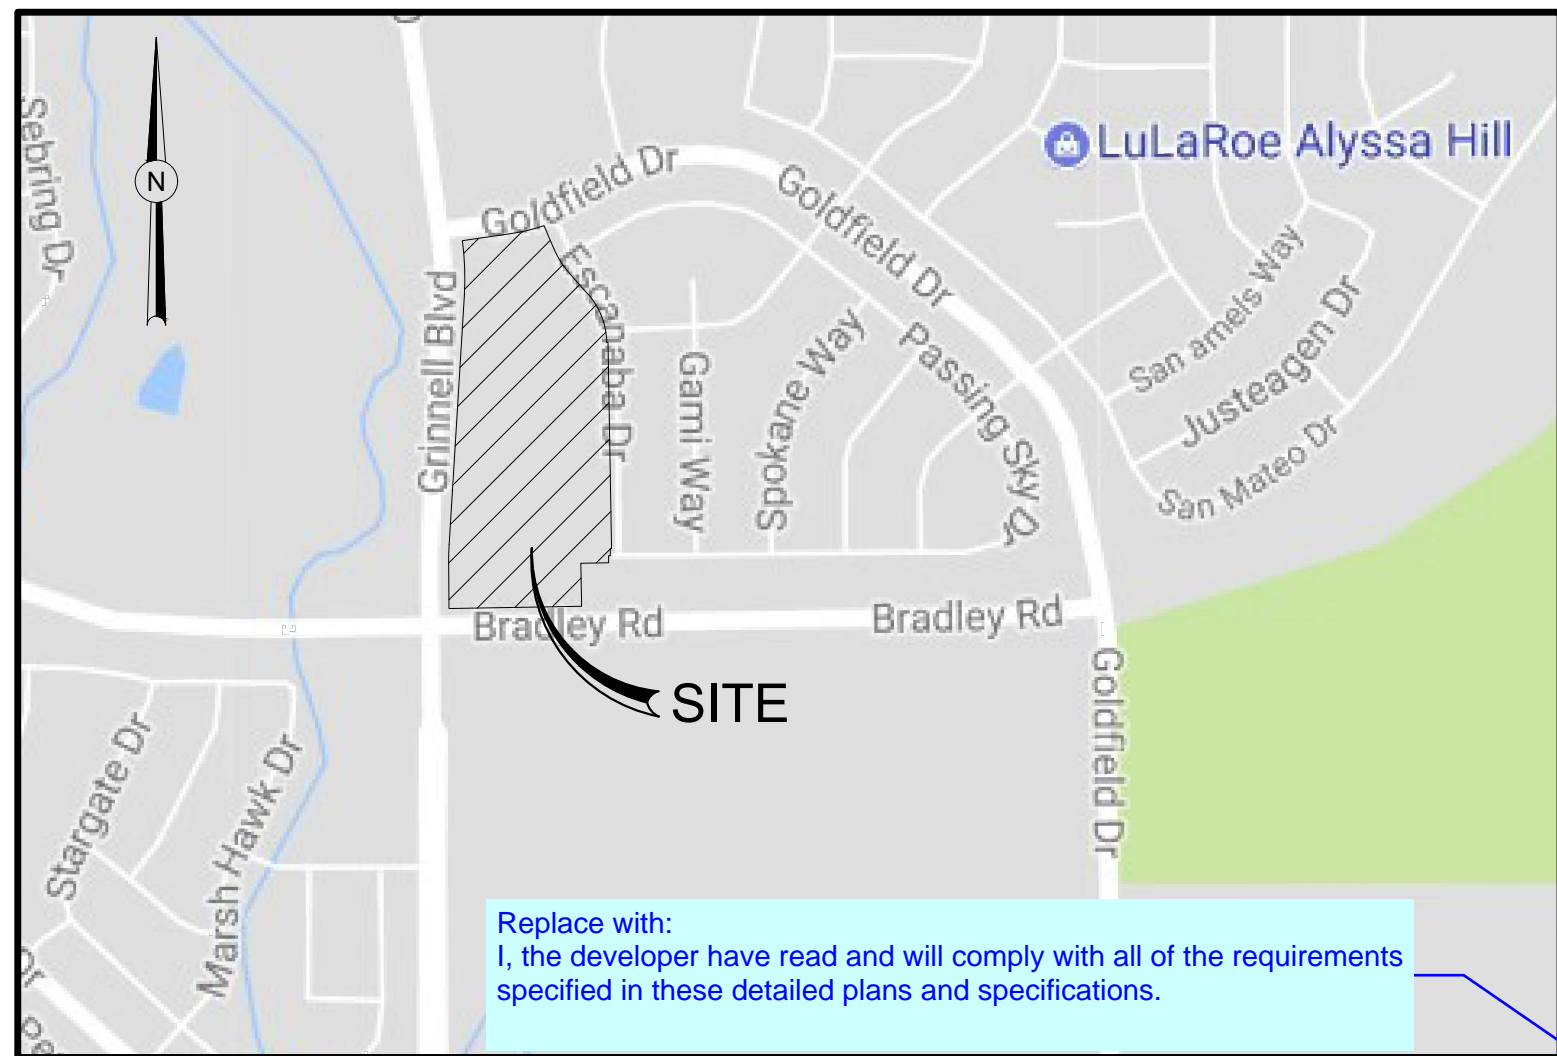 Sebring Dr
N
LuLaRoe Alyssa Hill
Goldfield Dr
Goldfield Dr
Escanaba Dr
Grinnell Blvd
Gami Way
Spokane Way
Passing Sky Dr
San arnels Way
Justeagen Dr
San Mateo Dr
Bradley Rd
Bradley Rd
SITE
Goldfield Dr
Stargate Dr
Marsh Hawk Dr
Dr
Replace with:
I, the developer have read and will comply with all of the requirements
specified in these detailed plans and specifications.